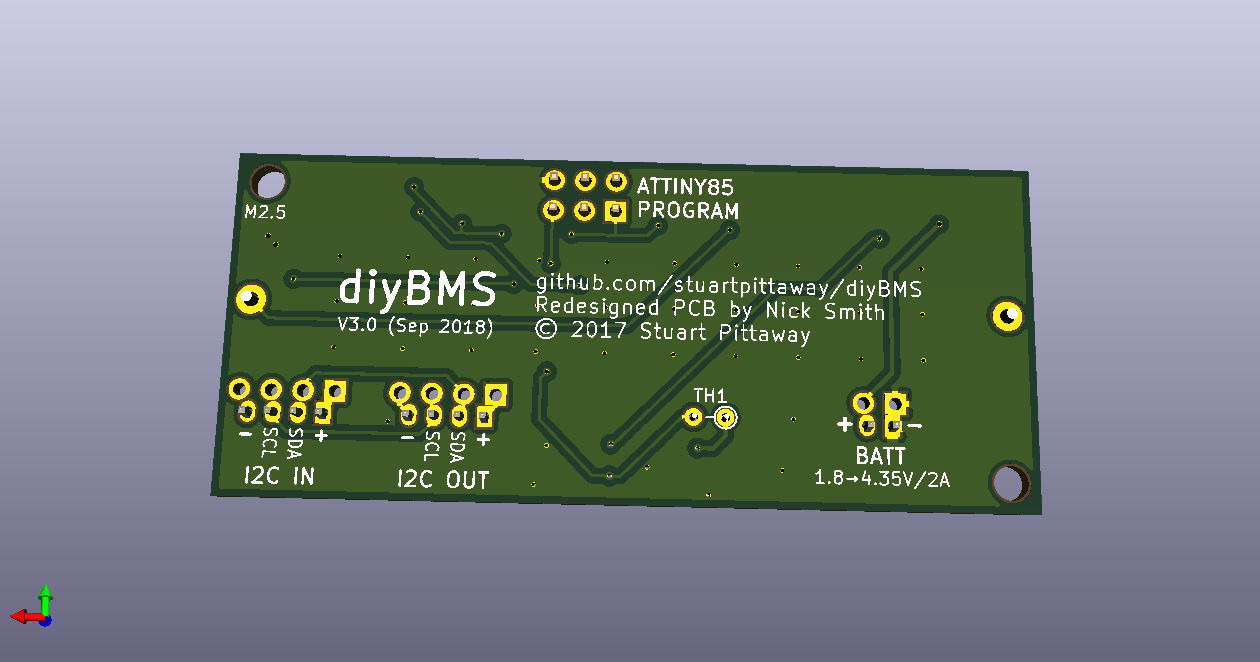 ATTINY85
PROGRAM
M2.5
diyBMS
V3.0 (Sep 2018)
github.com/stuartpittaway/diyBMS
Redesigned PCB by Nick Smith
© 2017 Stuart Pittaway
TH1
- SCL SDA +
I2C IN
- SCL SDA +
I2C OUT
+ -
BATT
1.8→4.35V/2A